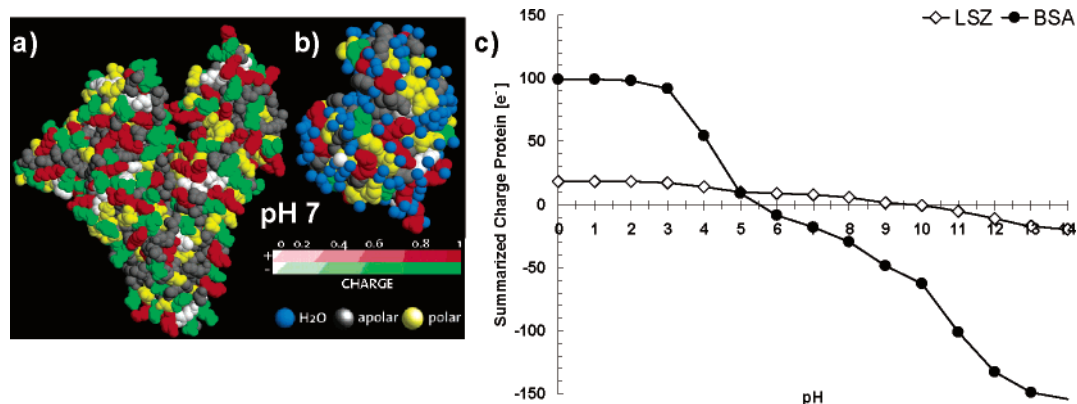 a)
b)
pH 7
0 0.2 0.4 0.6 0.8 1
+
-
CHARGE
H2O apolar polar
c)
LSZ BSA
Summarized Charge Protein [e⁻]
150
100
50
0
-50
-100
-150
0 1 2 3 4 5 6 7 8 9 10 11 12 13 14
pH